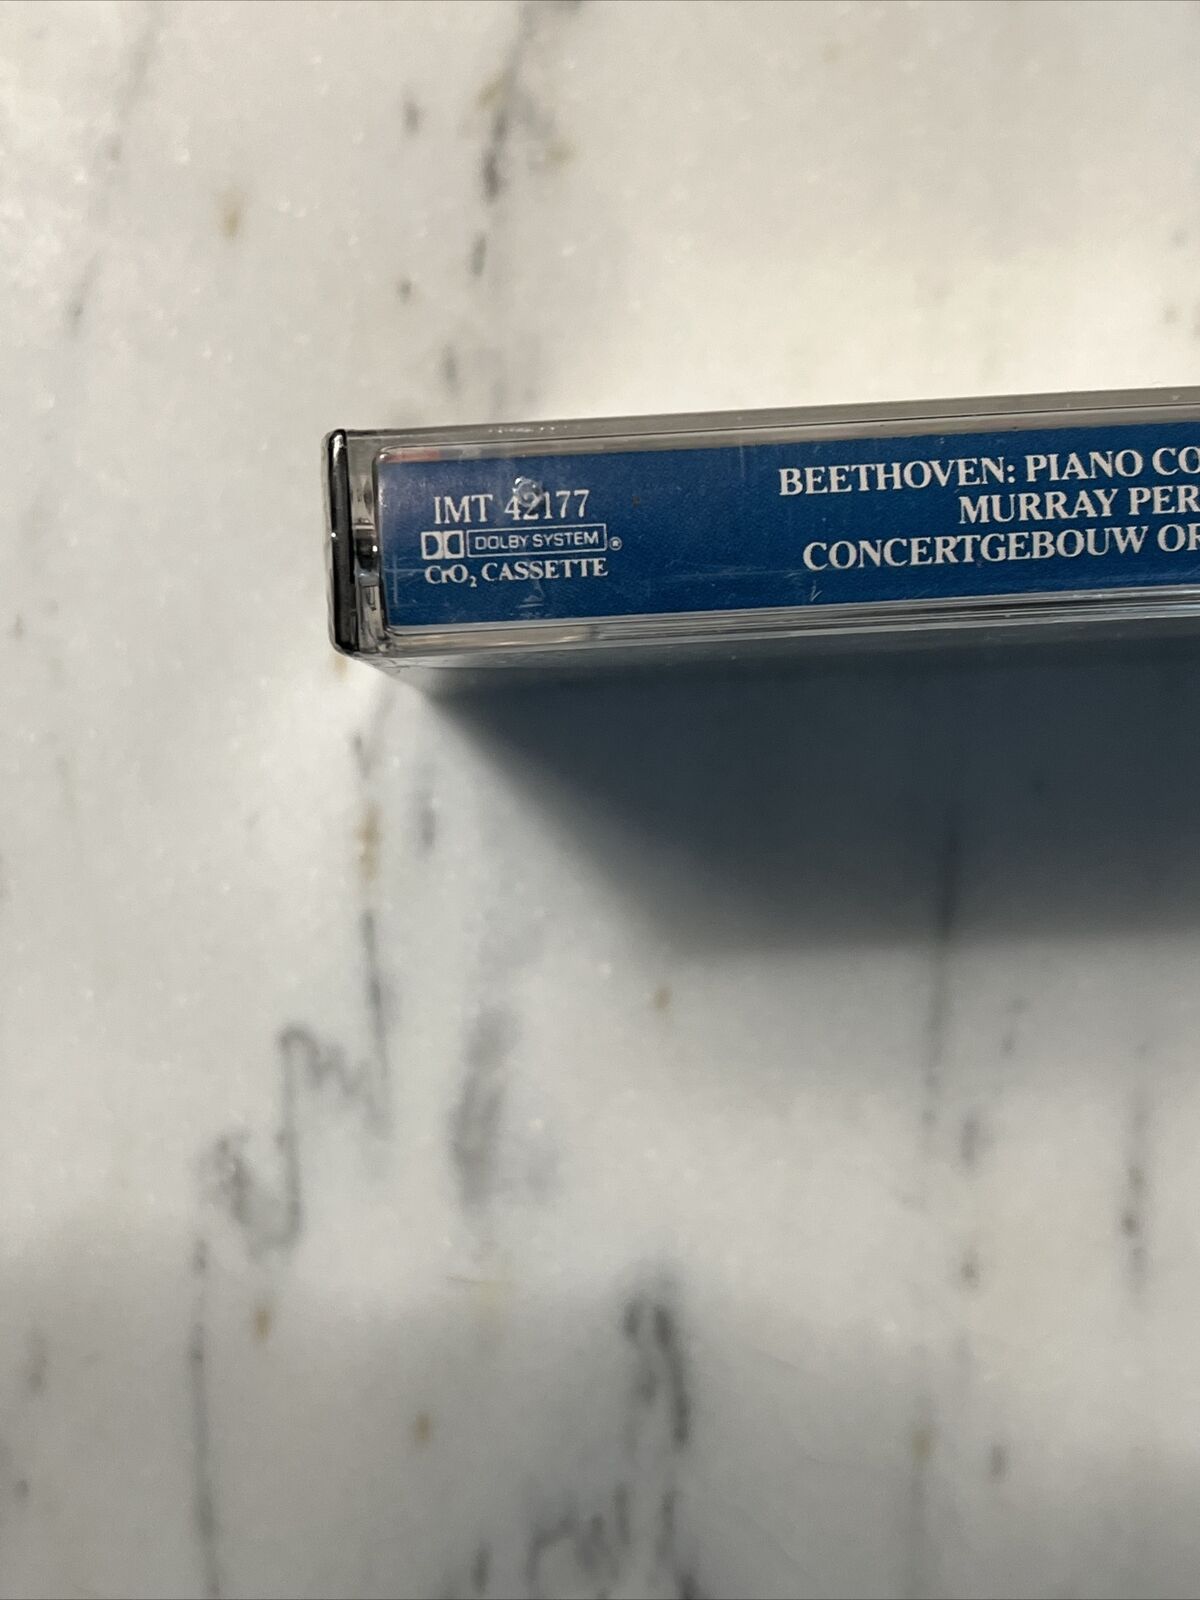 IMT 42177
DOLBY SYSTEM ®
CrO₂ CASSETTE
BEETHOVEN: PIANO CO
MURRAY PER
CONCERTGEBOUW OR